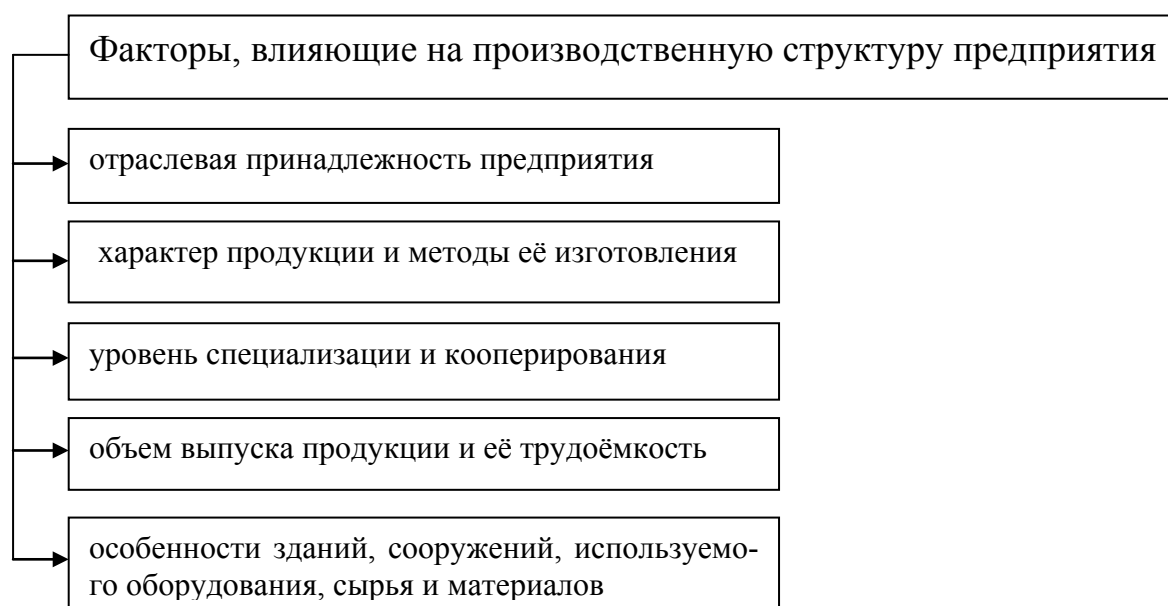 Факторы, влияющие на производственную структуру предприятия
отраслевая принадлежность предприятия
характер продукции и методы её изготовления
уровень специализации и кооперирования
объем выпуска продукции и её трудоёмкость
особенности зданий, сооружений, используемо-
го оборудования, сырья и материалов